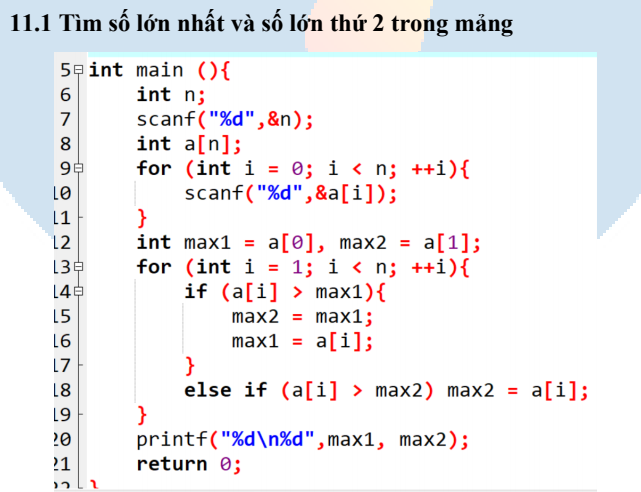 11.1 Tìm số lớn nhất và số lớn thứ 2 trong mảng
5 int main (){
6 int n;
7 scanf("%d",&n);
8 int a[n];
9 for (int i = 0; i < n; ++i){
10 scanf("%d",&a[i]);
11 }
12 int max1 = a[0], max2 = a[1];
13 for (int i = 1; i < n; ++i){
14 if (a[i] > max1){
15 max2 = max1;
16 max1 = a[i];
17 }
18 else if (a[i] > max2) max2 = a[i];
19 }
20 printf("%d\n%d",max1, max2);
21 return 0;
22 }